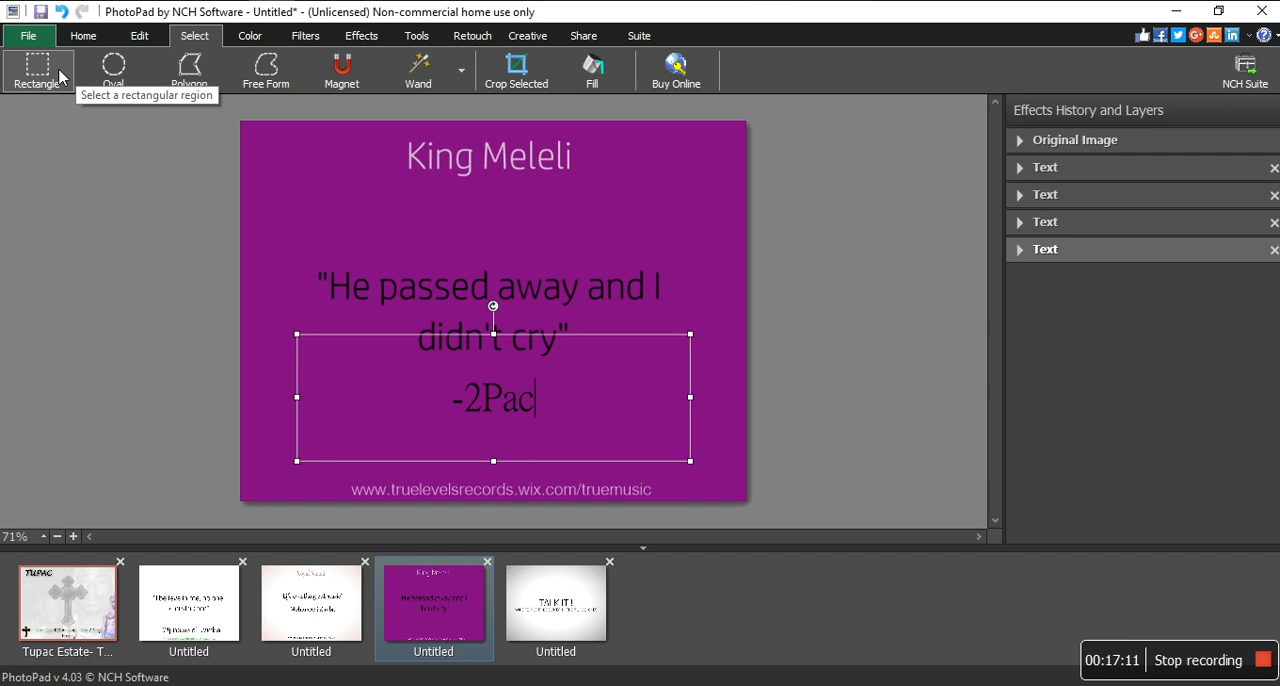 PhotoPad by NCH Software - Untitled* - (Unlicensed) Non-commercial home use only
File Home Edit Select Color Filters Effects Tools Retouch Creative Share Suite
Rectangle Oval Polygon Free Form Magnet Wand Crop Selected Fill Buy Online NCH Suite
Select a rectangular region
Effects History and Layers
Original Image
Text
Text
Text
Text
King Meleli
"He passed away and I
didn't cry"
-2Pac
www.truelevelsrecords.wix.com/truemusic
71%
TUPAC
TALK IT!
Tupac Estate- T... Untitled Untitled Untitled Untitled
00:17:11 Stop recording
PhotoPad v 4.03 © NCH Software